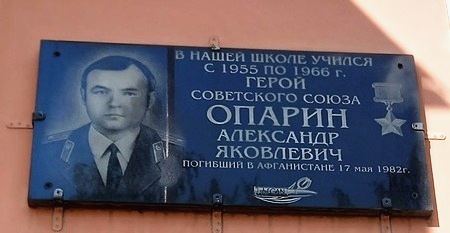 В НАШЕЙ ШКОЛЕ УЧИЛСЯ
С 1955 ПО 1966 г.
ГЕРОЙ
СОВЕТСКОГО СОЮЗА
ОПАРИН
АЛЕКСАНДР
ЯКОВЛЕВИЧ
ПОГИБШИЙ В АФГАНИСТАНЕ 17 мая 1982г.